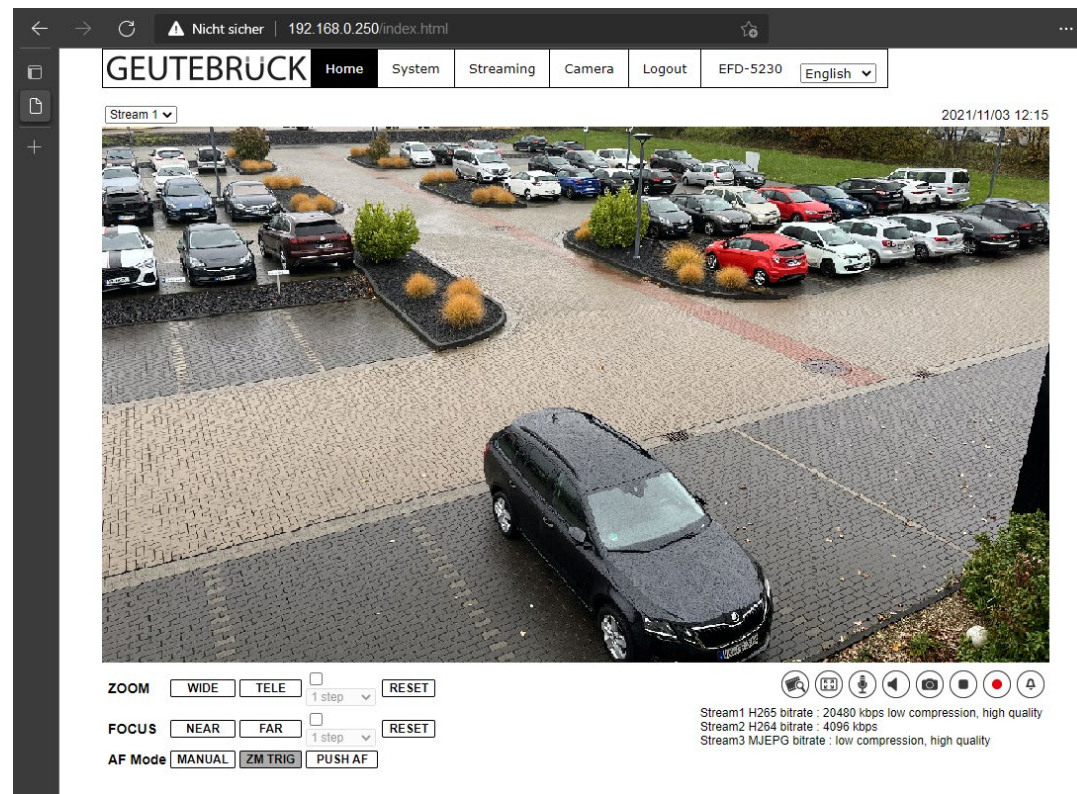 Nicht sicher | 192.168.0.250/index.html
GEUTEBRÜCK Home System Streaming Camera Logout EFD-5230 English
Stream 1
2021/11/03 12:15
ZOOM WIDE TELE 1 step RESET
FOCUS NEAR FAR 1 step RESET
AF Mode MANUAL ZM TRIG PUSH AF
Stream1 H265 bitrate : 20480 kbps low compression, high quality
Stream2 H264 bitrate : 4096 kbps
Stream3 MJEPG bitrate : low compression, high quality